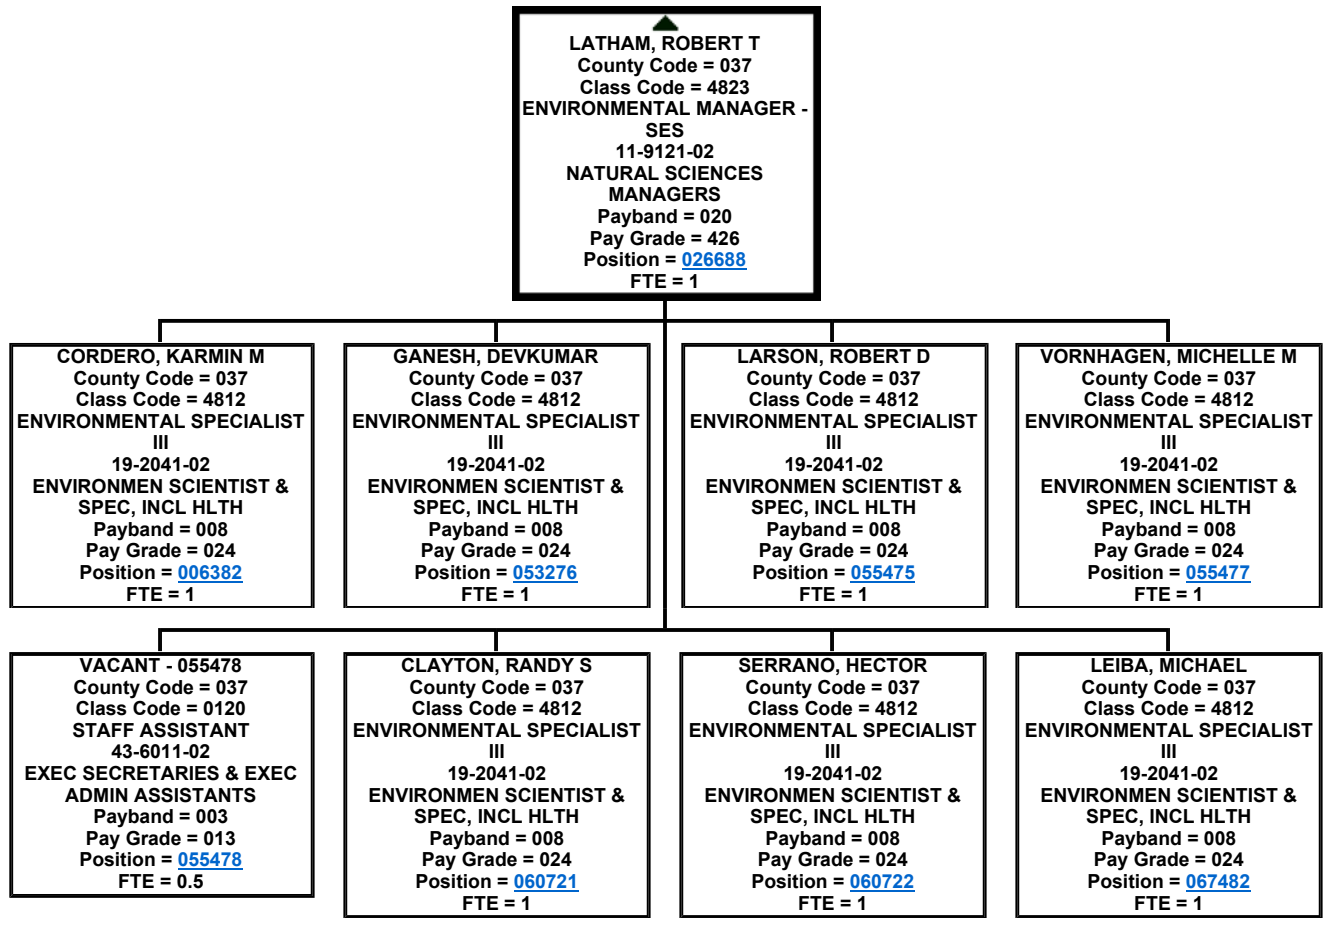 LATHAM, ROBERT T
County Code = 037
Class Code = 4823
ENVIRONMENTAL MANAGER -
SES
11-9121-02
NATURAL SCIENCES
MANAGERS
Payband = 020
Pay Grade = 426
Position = 026688
FTE = 1
CORDERO, KARMIN M
County Code = 037
Class Code = 4812
ENVIRONMENTAL SPECIALIST
III
19-2041-02
ENVIRONMEN SCIENTIST &
SPEC, INCL HLTH
Payband = 008
Pay Grade = 024
Position = 006382
FTE = 1
GANESH, DEVKUMAR
County Code = 037
Class Code = 4812
ENVIRONMENTAL SPECIALIST
III
19-2041-02
ENVIRONMEN SCIENTIST &
SPEC, INCL HLTH
Payband = 008
Pay Grade = 024
Position = 053276
FTE = 1
LARSON, ROBERT D
County Code = 037
Class Code = 4812
ENVIRONMENTAL SPECIALIST
III
19-2041-02
ENVIRONMEN SCIENTIST &
SPEC, INCL HLTH
Payband = 008
Pay Grade = 024
Position = 055475
FTE = 1
VORNHAGEN, MICHELLE M
County Code = 037
Class Code = 4812
ENVIRONMENTAL SPECIALIST
III
19-2041-02
ENVIRONMEN SCIENTIST &
SPEC, INCL HLTH
Payband = 008
Pay Grade = 024
Position = 055477
FTE = 1
VACANT - 055478
County Code = 037
Class Code = 0120
STAFF ASSISTANT
43-6011-02
EXEC SECRETARIES & EXEC
ADMIN ASSISTANTS
Payband = 003
Pay Grade = 013
Position = 055478
FTE = 0.5
CLAYTON, RANDY S
County Code = 037
Class Code = 4812
ENVIRONMENTAL SPECIALIST
III
19-2041-02
ENVIRONMEN SCIENTIST &
SPEC, INCL HLTH
Payband = 008
Pay Grade = 024
Position = 060721
FTE = 1
SERRANO, HECTOR
County Code = 037
Class Code = 4812
ENVIRONMENTAL SPECIALIST
III
19-2041-02
ENVIRONMEN SCIENTIST &
SPEC, INCL HLTH
Payband = 008
Pay Grade = 024
Position = 060722
FTE = 1
LEIBA, MICHAEL
County Code = 037
Class Code = 4812
ENVIRONMENTAL SPECIALIST
III
19-2041-02
ENVIRONMEN SCIENTIST &
SPEC, INCL HLTH
Payband = 008
Pay Grade = 024
Position = 067482
FTE = 1